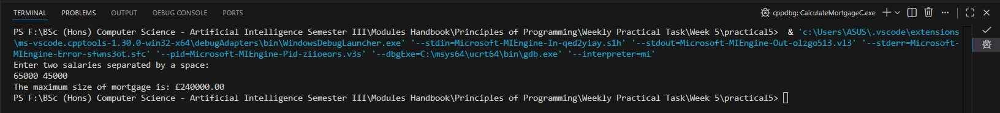 TERMINAL PROBLEMS OUTPUT DEBUG CONSOLE PORTS cppdbg: CalculateMortgageC.exe
PS F:\BSc (Hons) Computer Science - Artificial Intelligence Semester III\Modules Handbook\Principles of Programming\Weekly Practical Task\Week 5\practical5>  & 'c:\Users\ASUS\.vscode\extensions
\ms-vscode.cpptools-1.30.0-win32-x64\debugAdapters\bin\WindowsDebugLauncher.exe' '--stdin=Microsoft-MIEngine-In-qed2yiay.s1h' '--stdout=Microsoft-MIEngine-Out-olzgo513.vl3' '--stderr=Microsoft-
MIEngine-Error-sfwns3ot.sfc' '--pid=Microsoft-MIEngine-Pid-ziioeors.v3s' '--dbgExe=C:\msys64\ucrt64\bin\gdb.exe' '--interpreter=mi'
Enter two salaries separated by a space:
65000 45000
The maximum size of mortgage is: £240000.00
PS F:\BSc (Hons) Computer Science - Artificial Intelligence Semester III\Modules Handbook\Principles of Programming\Weekly Practical Task\Week 5\practical5>